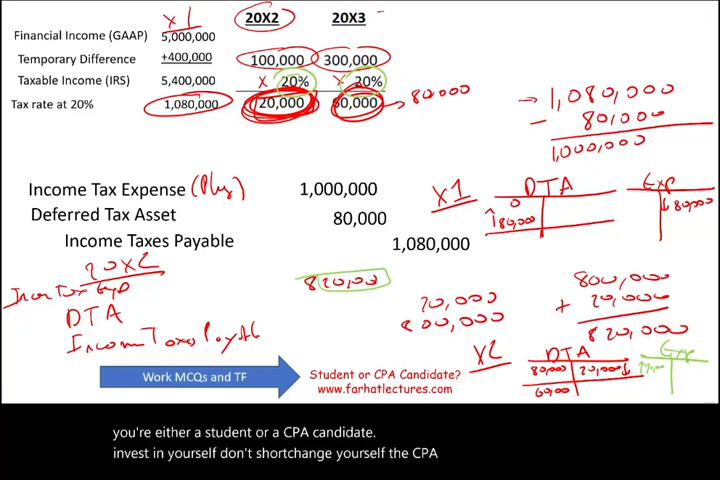 X1 20X2 20X3
Financial Income (GAAP) 5,000,000
Temporary Difference +400,000 100,000 300,000
Taxable Income (IRS) 5,400,000 X 20% X 20%
Tax rate at 20% 1,080,000 20,000 60,000 → 80,000
→ 1,080,000
- 80,000
1,000,000
Income Tax Expense (Plug) 1,000,000
Deferred Tax Asset 80,000
Income Taxes Payable 1,080,000
X1 DTA Exp
0
↑80,000 ↓80,000
20X2
Income Tax Exp 820,000
DTA 20,000
Income Taxes Payable 800,000
800,000
+ 20,000
820,000
X2 DTA Exp
80,000 20,000↓
60,000
Work MCQs and TF
Student or CPA Candidate?
www.farhatlectures.com
you're either a student or a CPA candidate.
invest in yourself don't shortchange yourself the CPA